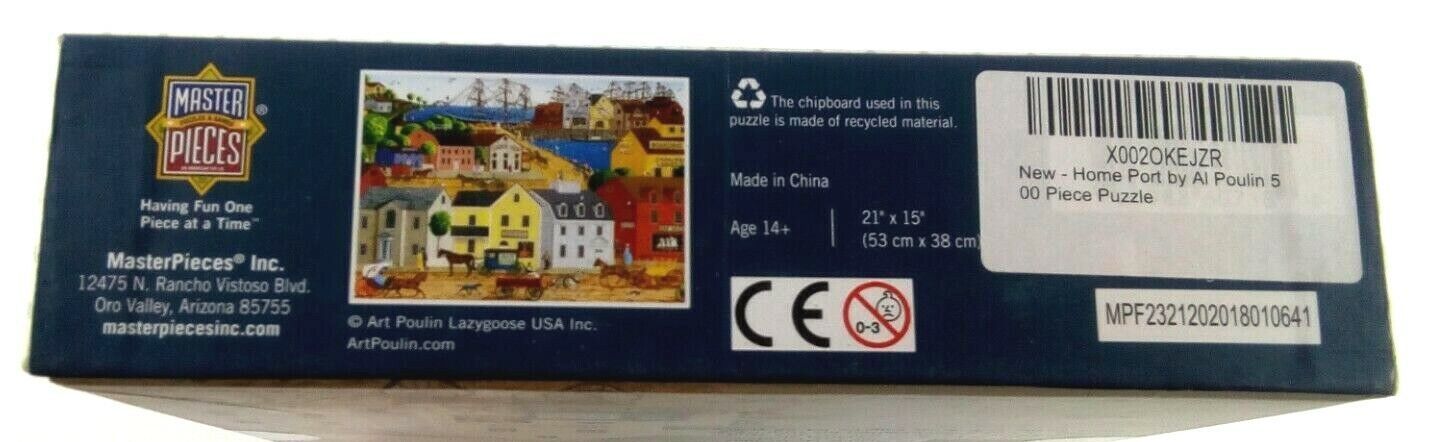 MASTER
PUZZLES & GAMES
PIECES
®
Having Fun One
Piece at a Time™
MasterPieces® Inc.
12475 N. Rancho Vistoso Blvd.
Oro Valley, Arizona 85755
masterpiecesinc.com
© Art Poulin Lazygoose USA Inc.
ArtPoulin.com
The chipboard used in this
puzzle is made of recycled material.
Made in China
Age 14+
21" x 15"
(53 cm x 38 cm)
CE
0-3
X002OKEJZR
New - Home Port by Al Poulin 5
00 Piece Puzzle
MPF2321202018010641